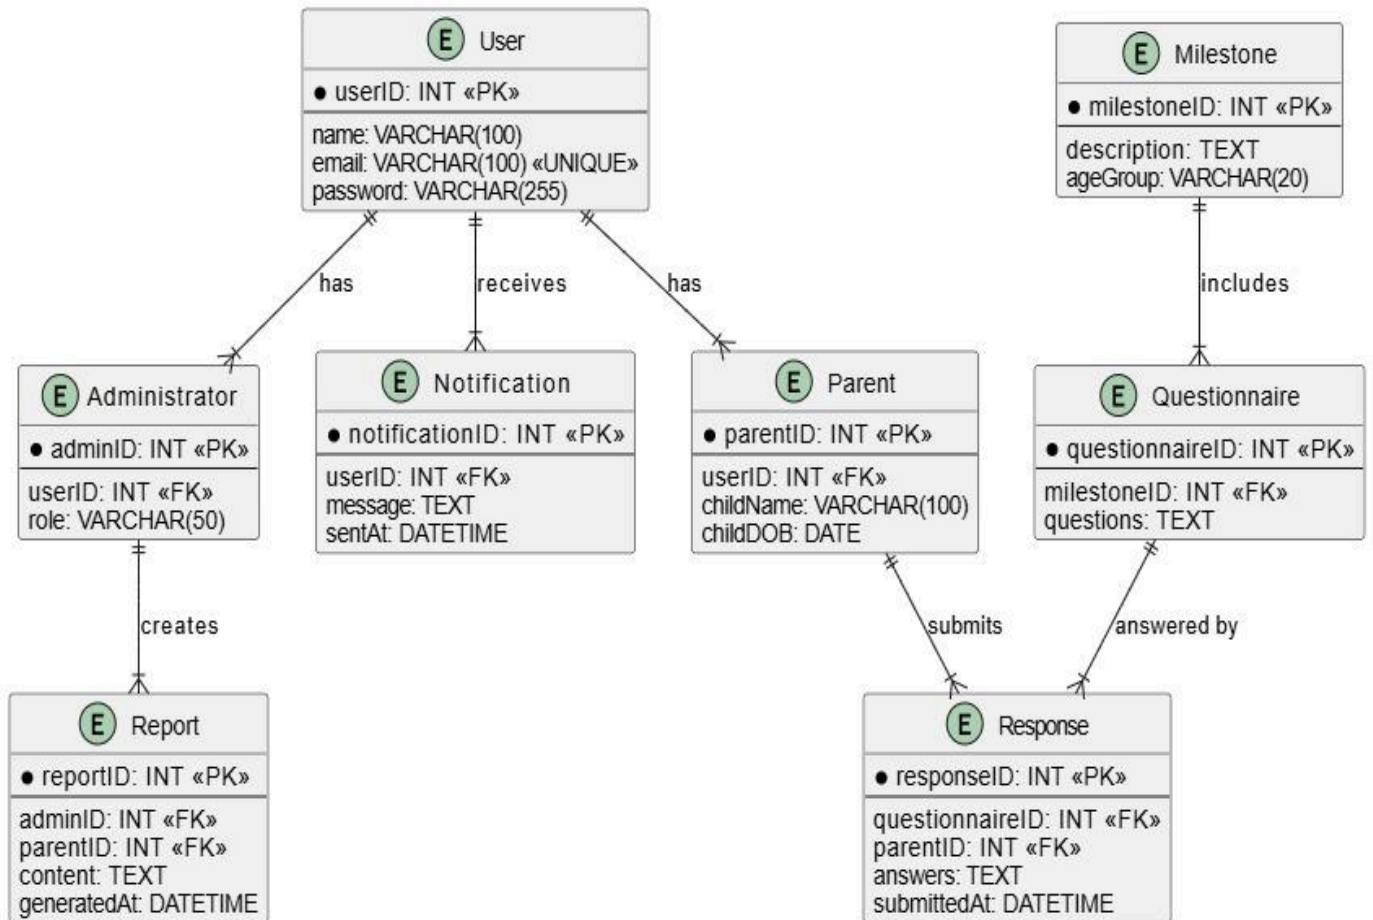 E User
● userID: INT «PK»
name: VARCHAR(100)
email: VARCHAR(100) «UNIQUE»
password: VARCHAR(255)
E Milestone
● milestoneID: INT «PK»
description: TEXT
ageGroup: VARCHAR(20)
has
receives
has
includes
E Administrator
● adminID: INT «PK»
userID: INT «FK»
role: VARCHAR(50)
E Notification
● notificationID: INT «PK»
userID: INT «FK»
message: TEXT
sentAt: DATETIME
E Parent
● parentID: INT «PK»
userID: INT «FK»
childName: VARCHAR(100)
childDOB: DATE
E Questionnaire
● questionnaireID: INT «PK»
milestoneID: INT «FK»
questions: TEXT
creates
submits
answered by
E Report
● reportID: INT «PK»
adminID: INT «FK»
parentID: INT «FK»
content: TEXT
generatedAt: DATETIME
E Response
● responseID: INT «PK»
questionnaireID: INT «FK»
parentID: INT «FK»
answers: TEXT
submittedAt: DATETIME